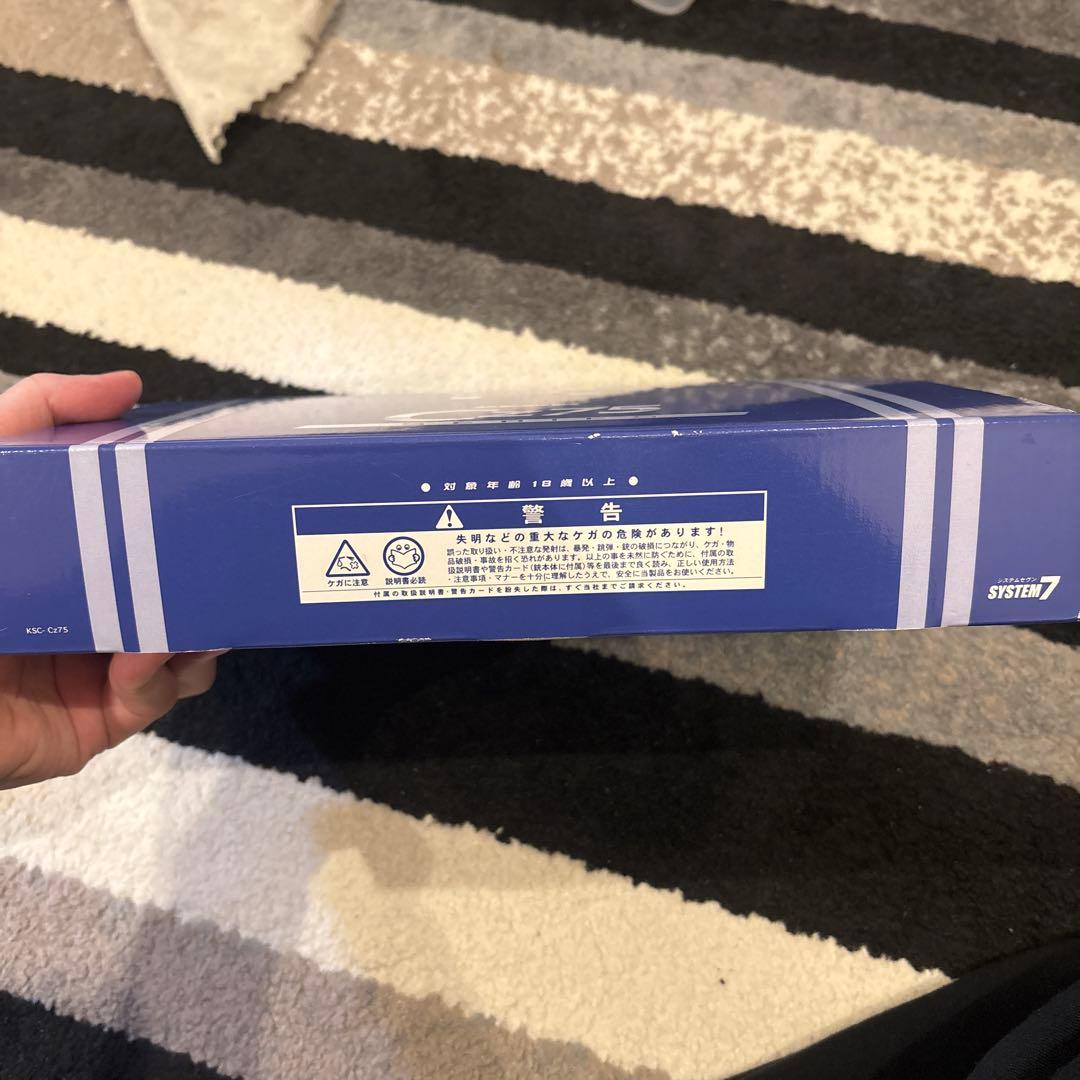 Cz75
●対象年齢18歳以上●
警告
失明などの重大なケガの危険があります!
誤った取り扱い・不注意な発射は、暴発・跳弾・銃の破損につながり、ケガ・物
品破損・事故を招く恐れがあります。以上の事を未然に防ぐために、付属の取
扱説明書や警告カード(銃本体に付属)等を最後まで良く読み、正しい使用方法
・注意事項・マナーを十分に理解したうえで、安全に当製品をお使いください。
ケガに注意
説明書必読
付属の取扱説明書・警告カードを紛失した際は、すぐ当社までご請求ください。
システムセブン
SYSTEM7
KSC-Cz75